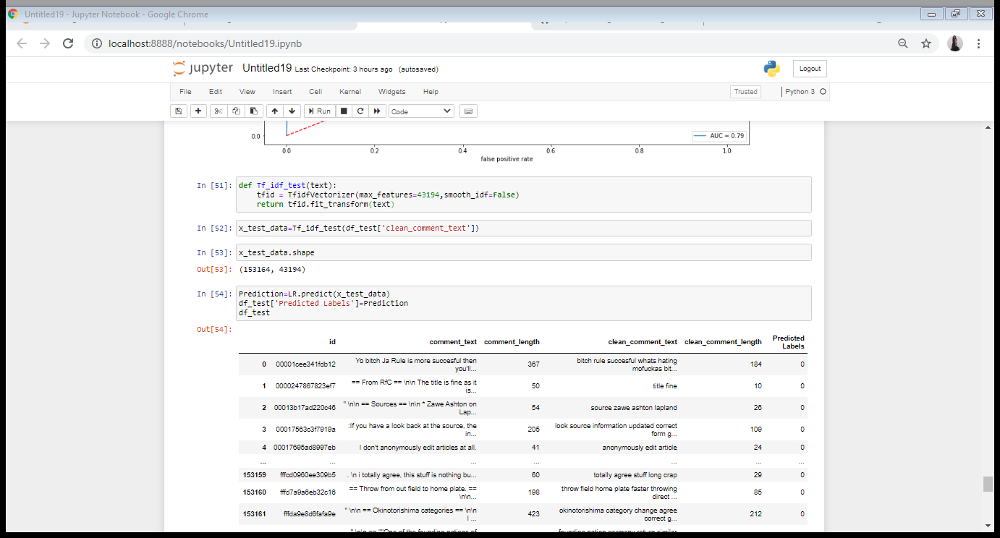 Untitled19 - Jupyter Notebook - Google Chrome
localhost:8888/notebooks/Untitled19.ipynb
jupyter Untitled19 Last Checkpoint: 3 hours ago (autosaved) Logout
File Edit View Insert Cell Kernel Widgets Help Trusted Python 3
Run Code
0.0 AUC = 0.79
0.0 0.2 0.4 0.6 0.8 1.0
false positive rate
In [51]: def Tf_idf_test(text):
tfid = TfidfVectorizer(max_features=43194,smooth_idf=False)
return tfid.fit_transform(text)
In [52]: x_test_data=Tf_idf_test(df_test['clean_comment_text'])
In [53]: x_test_data.shape
Out[53]: (153164, 43194)
In [54]: Prediction=LR.predict(x_test_data)
df_test['Predicted Labels']=Prediction
df_test
Out[54]:
id comment_text comment_length clean_comment_text clean_comment_length Predicted Labels
0 00001cee341fdb12 Yo bitch Ja Rule is more succesful then you'll... 367 bitch rule succesful whats hating mofuckas bit... 184 0
1 0000247867823ef7 == From RfC == \n\n The title is fine as it is... 50 title fine 10 0
2 00013b17ad220c46 " \n\n == Sources == \n\n * Zawe Ashton on Lap... 54 source zawe ashton lapland 26 0
3 00017563c3f7919a :If you have a look back at the source, the in... 205 look source information updated correct form g... 109 0
4 00017695ad8997eb I don't anonymously edit articles at all. 41 anonymously edit article 24 0
... ... ... ... ... ... ...
153159 fffcd0960ee309b5 . \n i totally agree, this stuff is nothing bu... 60 totally agree stuff long crap 29 0
153160 fffd7a9a6eb32c16 == Throw from out field to home plate. == \n\n... 198 throw field home plate faster throwing direct ... 85 0
153161 fffda9e8d6fafa9e " \n\n == Okinotorishima categories == \n\n I ... 423 okinotorishima category change agree correct g... 212 0
" \n\n == ""One of the founding nations of founding nation germany return similar